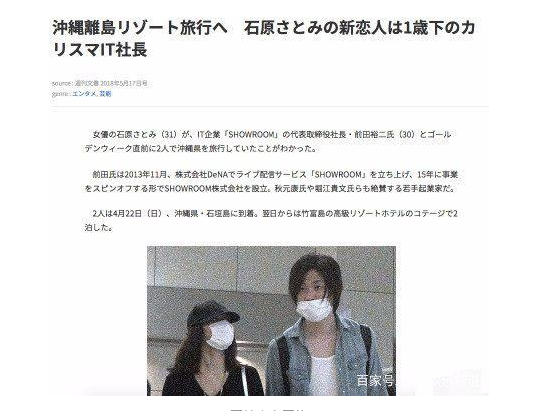 沖縄離島リゾート旅行へ　石原さとみの新恋人は1歳下のカ
リスマIT社長
source : 週刊文春 2018年5月17日号
genre : エンタメ, 芸能
女優の石原さとみ（31）が、IT企業「SHOWROOM」の代表取締役社長・前田裕二氏（30）とゴール
デンウィーク直前に2人で沖縄県を旅行していたことがわかった。
前田氏は2013年11月、株式会社DeNAでライブ配信サービス「SHOWROOM」を立ち上げ、15年に事業
をスピンオフする形でSHOWROOM株式会社を設立。秋元康氏や堀江貴文氏らも絶賛する若手起業家だ。
2人は4月22日（日）、沖縄県・石垣島に到着。翌日からは竹富島の高級リゾートホテルのコテージで2
泊した。
百家号